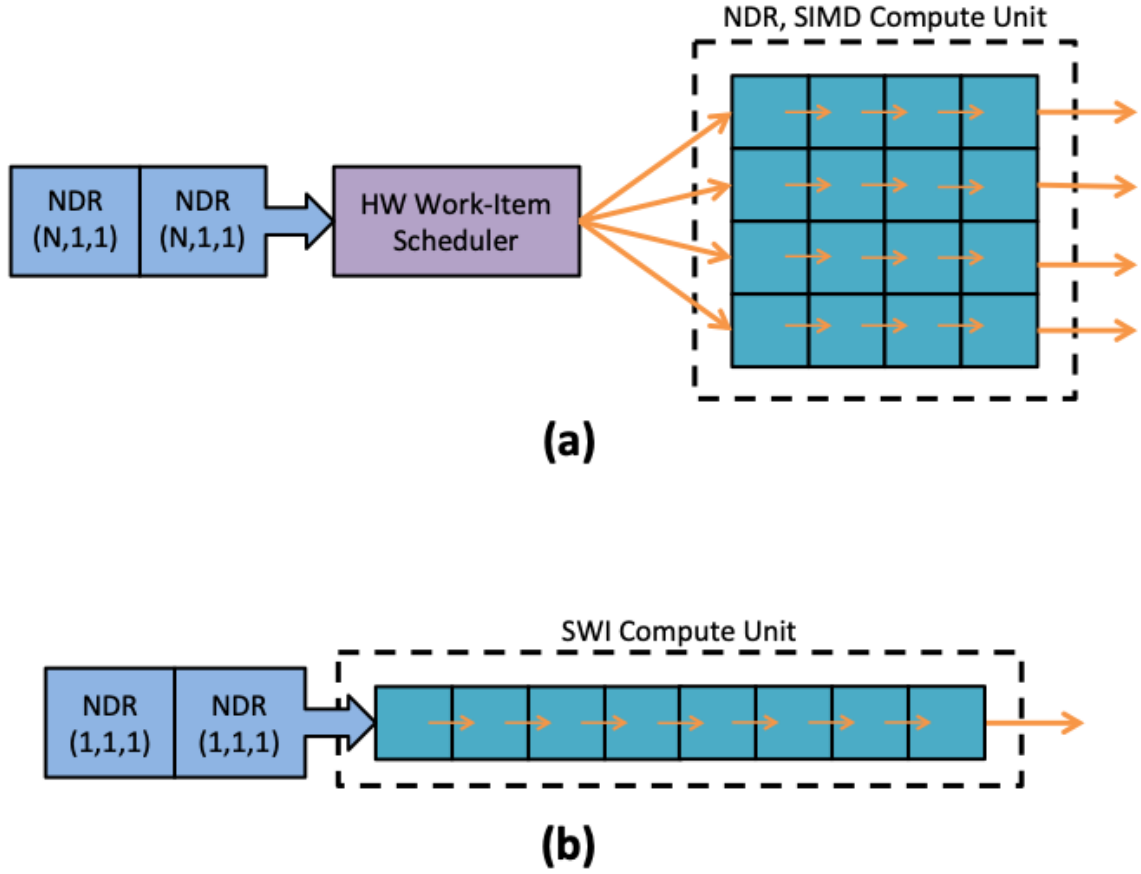 NDR, SIMD Compute Unit
NDR
(N,1,1)
NDR
(N,1,1)
HW Work-Item
Scheduler
(a)
SWI Compute Unit
NDR
(1,1,1)
NDR
(1,1,1)
(b)